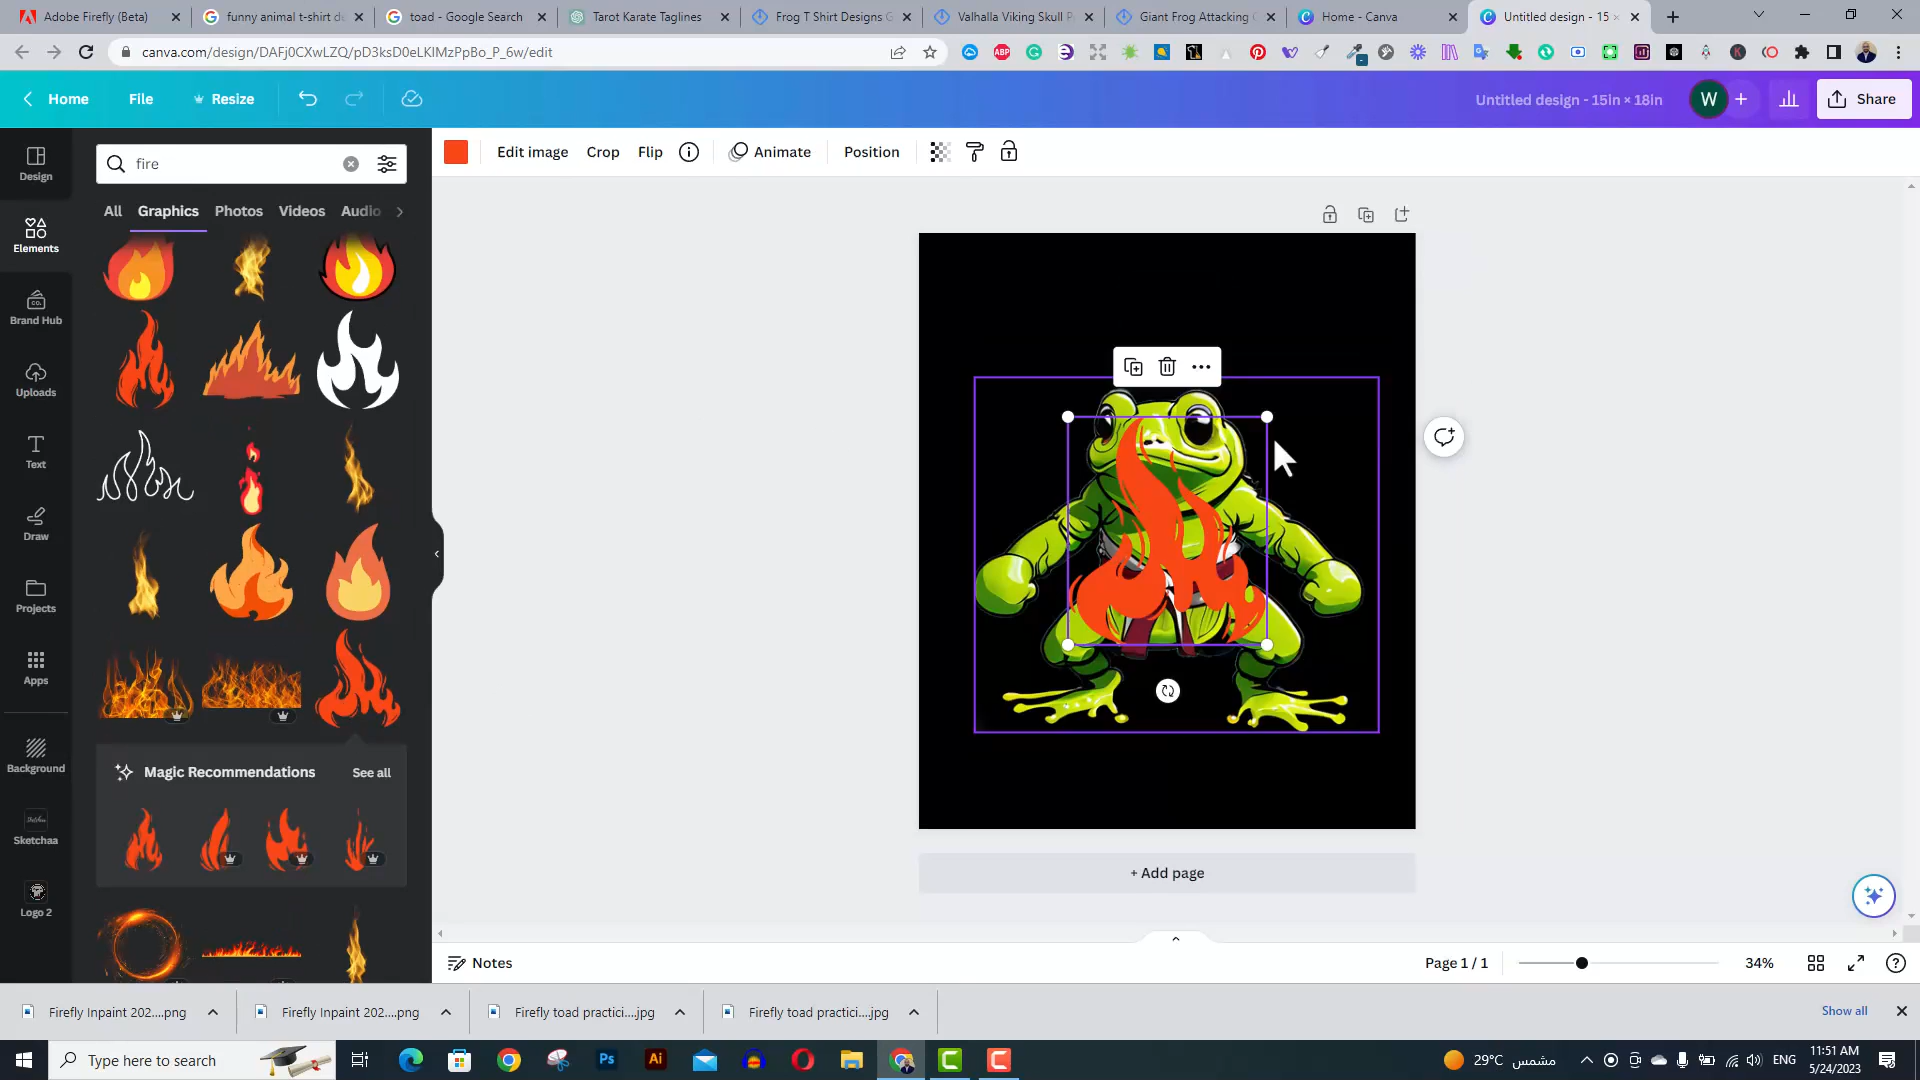 Adobe Firefly (Beta)
funny animal t-shirt d
toad - Google Search
Tarot Karate Taglines
Frog T Shirt Designs G
Valhalla Viking Skull P
Giant Frog Attacking
Home - Canva
Untitled design - 15
canva.com/design/DAFj0CXwLZQ/pD3ksD0eLKIMzPpBo_P_6w/edit
ABP
Home
File
Resize
Untitled design - 15in × 18in
W
Share
Design
Elements
Brand Hub
Uploads
Text
Draw
Projects
Apps
Background
Sketchaa
Logo 2
fire
All
Graphics
Photos
Videos
Audio
Magic Recommendations
See all
Edit image
Crop
Flip
Animate
Position
+ Add page
Notes
Page 1 / 1
34%
Firefly Inpaint 202....png
Firefly Inpaint 202....png
Firefly toad practici....jpg
Firefly toad practici....jpg
Show all
Type here to search
Ps
Ai
29°C
مشمس
ENG
11:51 AM
5/24/2023